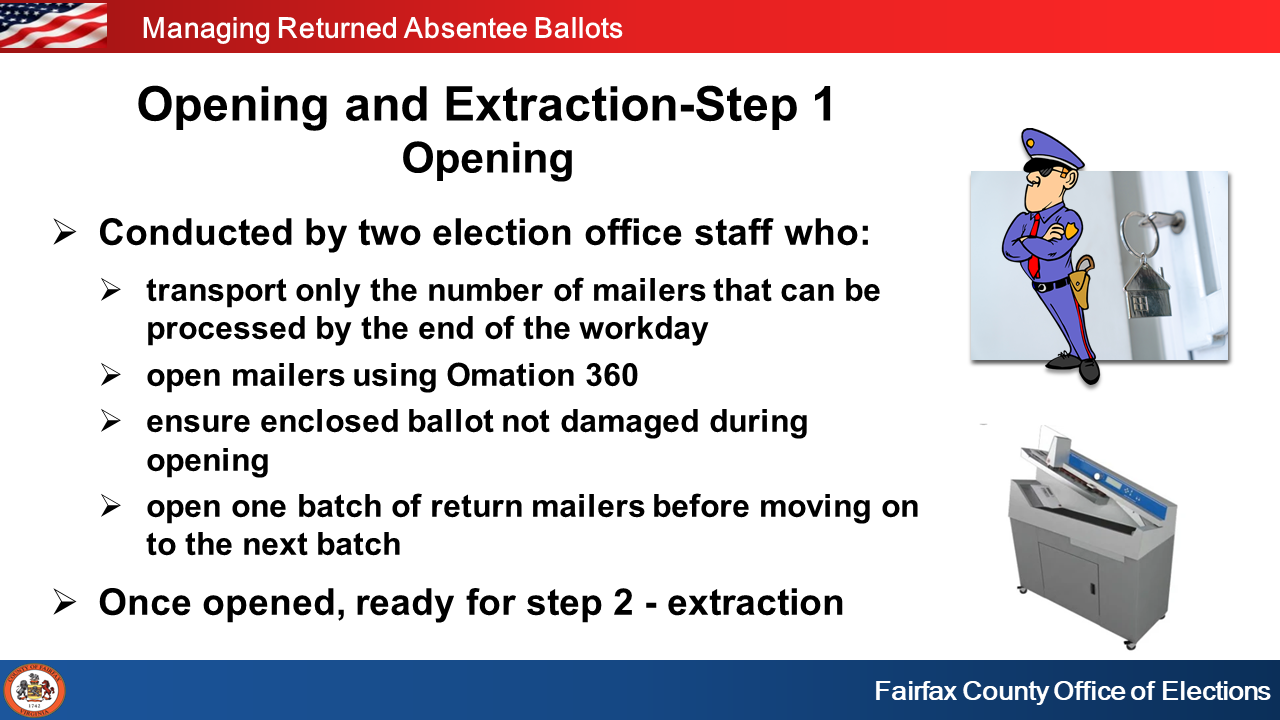 Managing Returned Absentee Ballots
Opening and Extraction-Step 1
Opening
Conducted by two election office staff who:
transport only the number of mailers that can be
processed by the end of the workday
open mailers using Omation 360
ensure enclosed ballot not damaged during
opening
open one batch of return mailers before moving on
to the next batch
Once opened, ready for step 2 - extraction
COUNTY OF FAIRFAX
1742
VIRGINIA
Fairfax County Office of Elections